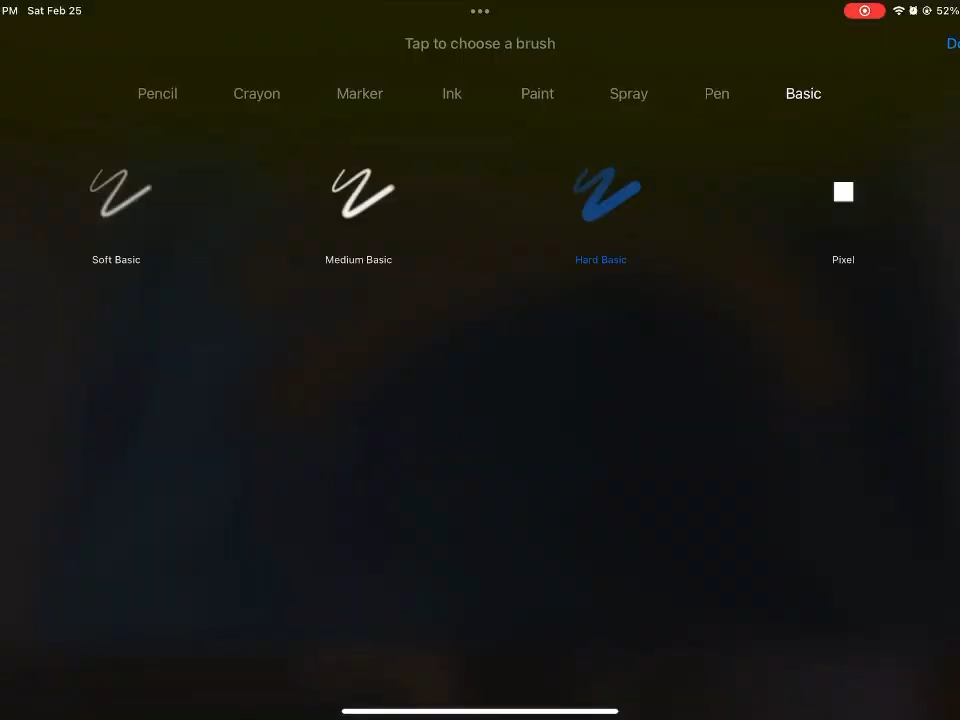 PM Sat Feb 25 52%
Tap to choose a brush Do
Pencil Crayon Marker Ink Paint Spray Pen Basic
Soft Basic Medium Basic Hard Basic Pixel